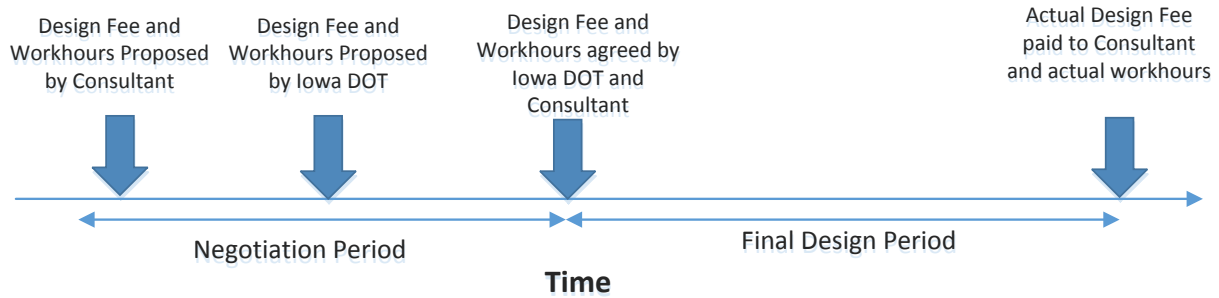 Design Fee and
Workhours Proposed
by Consultant
Design Fee and
Workhours Proposed
by Iowa DOT
Design Fee and
Workhours agreed by
Iowa DOT and
Consultant
Actual Design Fee
paid to Consultant
and actual workhours
Negotiation Period
Final Design Period
Time